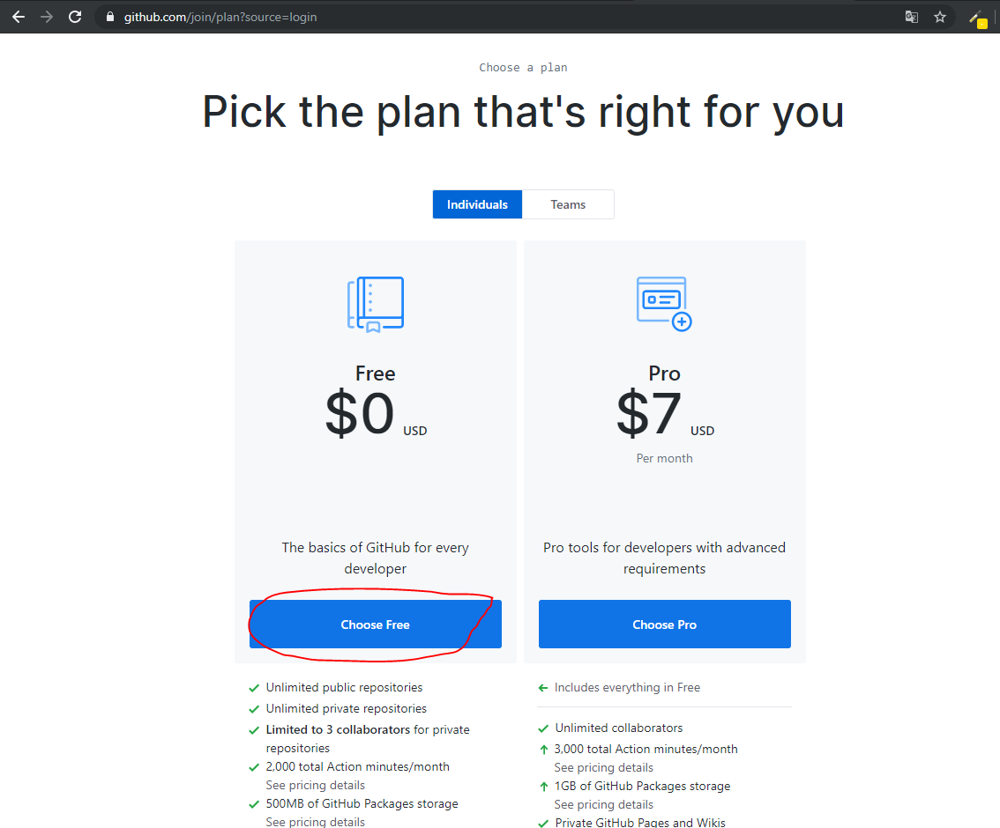 github.com/join/plan?source=login
Choose a plan
Pick the plan that's right for you
Individuals
Teams
Free
$0 USD
The basics of GitHub for every
developer
Choose Free
Unlimited public repositories
Unlimited private repositories
Limited to 3 collaborators for private
repositories
2,000 total Action minutes/month
See pricing details
500MB of GitHub Packages storage
See pricing details
Pro
$7 USD
Per month
Pro tools for developers with advanced
requirements
Choose Pro
Includes everything in Free
Unlimited collaborators
3,000 total Action minutes/month
See pricing details
1GB of GitHub Packages storage
See pricing details
Private GitHub Pages and Wikis